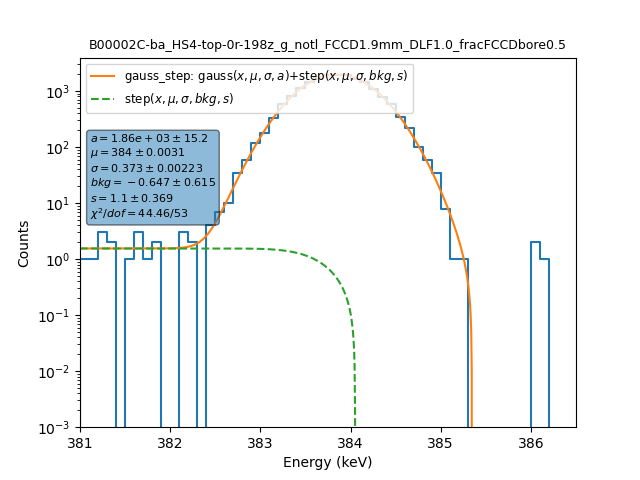 B00002C-ba_HS4-top-0r-198z_g_notl_FCCD1.9mm_DLF1.0_fracFCCDbore0.5
gauss_step: gauss(x, μ, σ, a)+step(x, μ, σ, bkg, s)
step(x, μ, σ, bkg, s)
a = 1.86e + 03 ± 15.2
μ = 384 ± 0.0031
σ = 0.373 ± 0.00223
bkg = − 0.647 ± 0.615
s = 1.1 ± 0.369
χ²/dof = 44.46/53
Counts
10³
10²
10¹
10⁰
10⁻¹
10⁻²
10⁻³
381 382 383 384 385 386
Energy (keV)